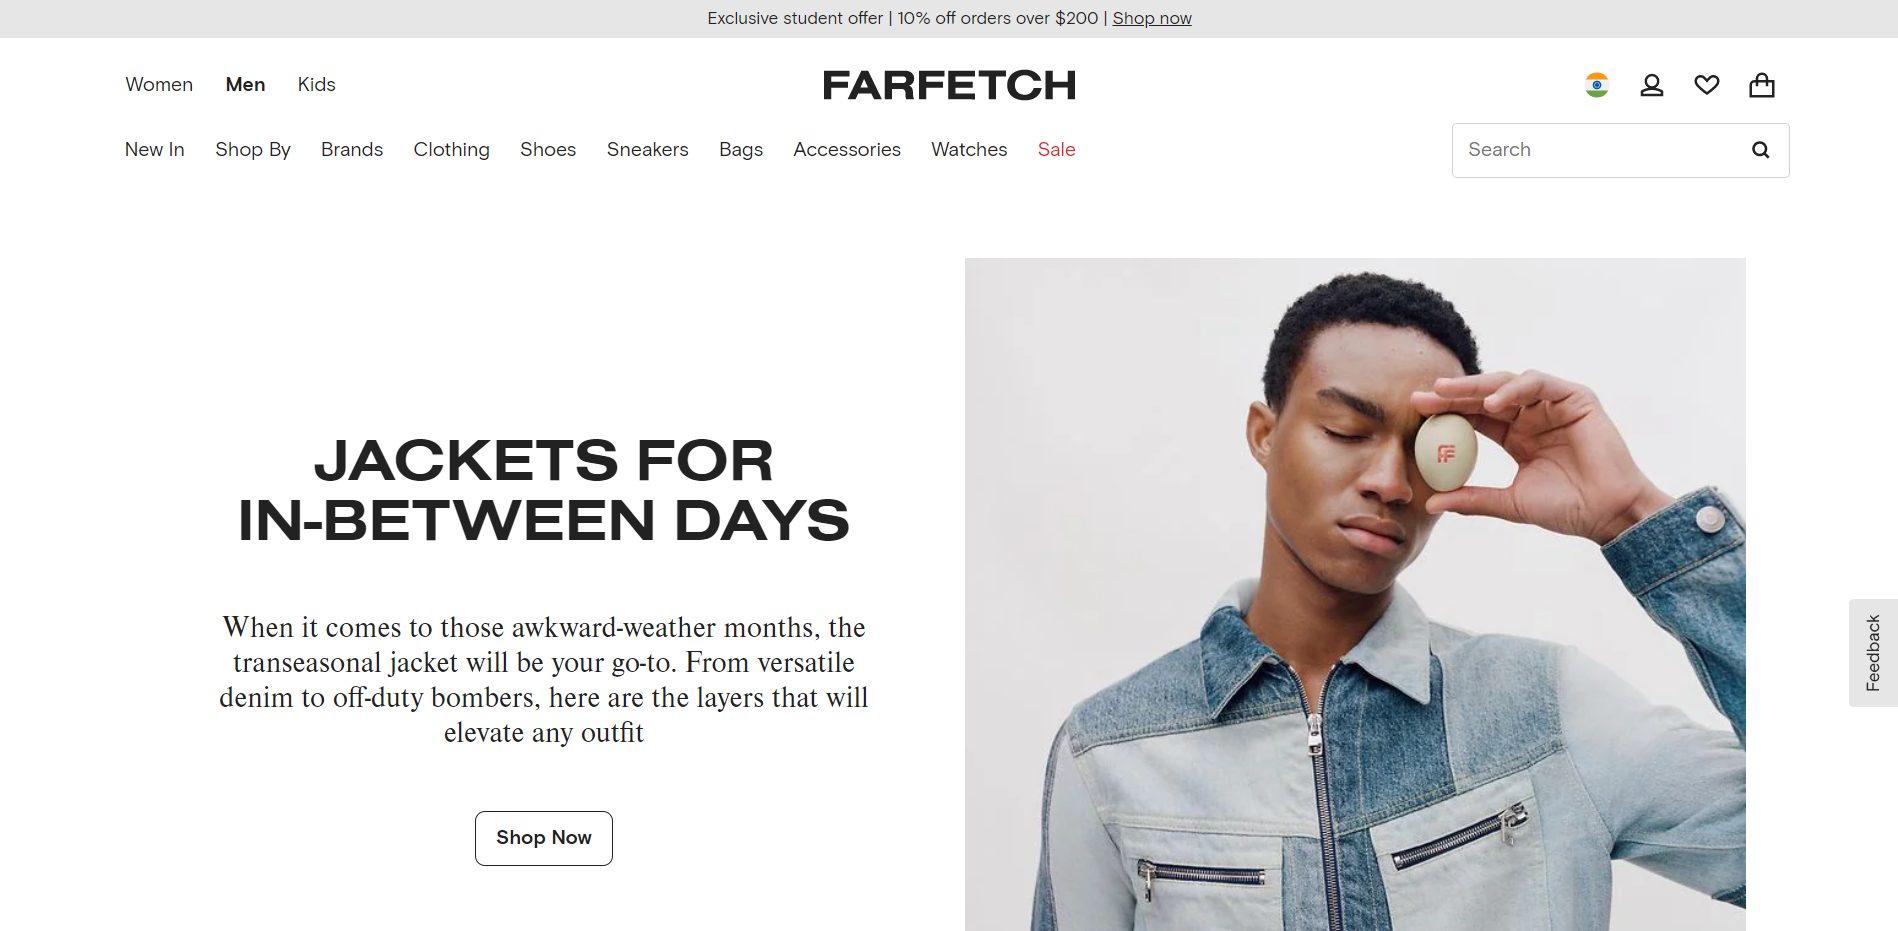 Exclusive student offer | 10% off orders over $200 | Shop now
Women Men Kids
FARFETCH
New In Shop By Brands Clothing Shoes Sneakers Bags Accessories Watches Sale
Search
JACKETS FOR
IN-BETWEEN DAYS
When it comes to those awkward-weather months, the
transeasonal jacket will be your go-to. From versatile
denim to off-duty bombers, here are the layers that will
elevate any outfit
Shop Now
FF
Feedback